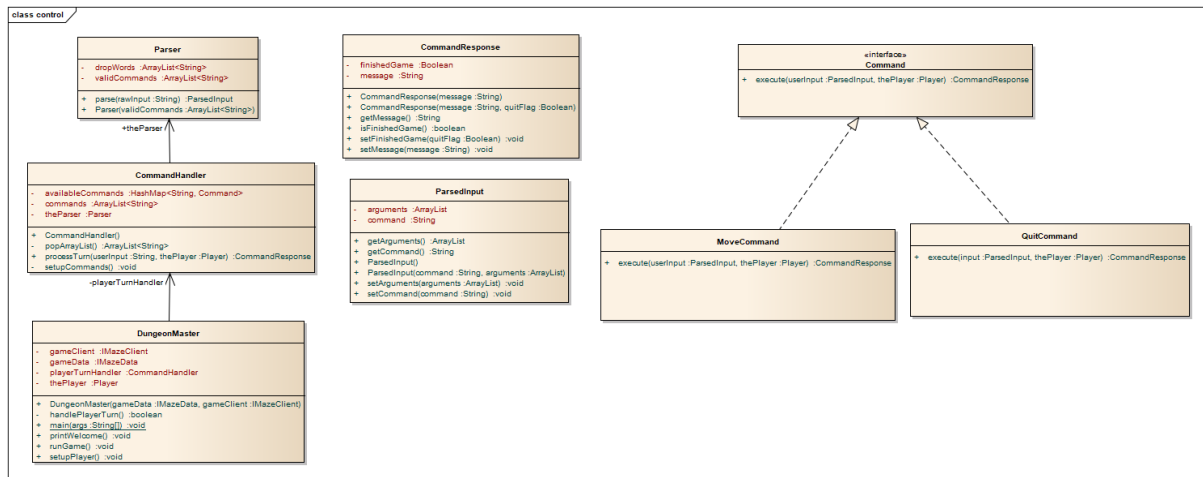 class control
Parser
- dropWords :ArrayList<String>
- validCommands :ArrayList<String>
+ parse(rawInput :String) :ParsedInput
+ Parser(validCommands :ArrayList<String>)
+theParser
CommandHandler
- availableCommands :HashMap<String, Command>
- commands :ArrayList<String>
- theParser :Parser
+ CommandHandler()
- popArrayList() :ArrayList<String>
+ processTurn(userInput :String, thePlayer :Player) :CommandResponse
- setupCommands() :void
-playerTurnHandler
DungeonMaster
- gameClient :IMazeClient
- gameData :IMazeData
- playerTurnHandler :CommandHandler
- thePlayer :Player
+ DungeonMaster(gameData :IMazeData, gameClient :IMazeClient)
- handlePlayerTurn() :boolean
+ main(args :String[]) :void
+ printWelcome() :void
+ runGame() :void
+ setupPlayer() :void
CommandResponse
- finishedGame :Boolean
- message :String
+ CommandResponse(message :String)
+ CommandResponse(message :String, quitFlag :Boolean)
+ getMessage() :String
+ isFinishedGame() :boolean
+ setFinishedGame(quitFlag :Boolean) :void
+ setMessage(message :String) :void
ParsedInput
- arguments :ArrayList
- command :String
+ getArguments() :ArrayList
+ getCommand() :String
+ ParsedInput()
+ ParsedInput(command :String, arguments :ArrayList)
+ setArguments(arguments :ArrayList) :void
+ setCommand(command :String) :void
«interface»
Command
+ execute(userInput :ParsedInput, thePlayer :Player) :CommandResponse
MoveCommand
+ execute(userInput :ParsedInput, thePlayer :Player) :CommandResponse
QuitCommand
+ execute(input :ParsedInput, thePlayer :Player) :CommandResponse